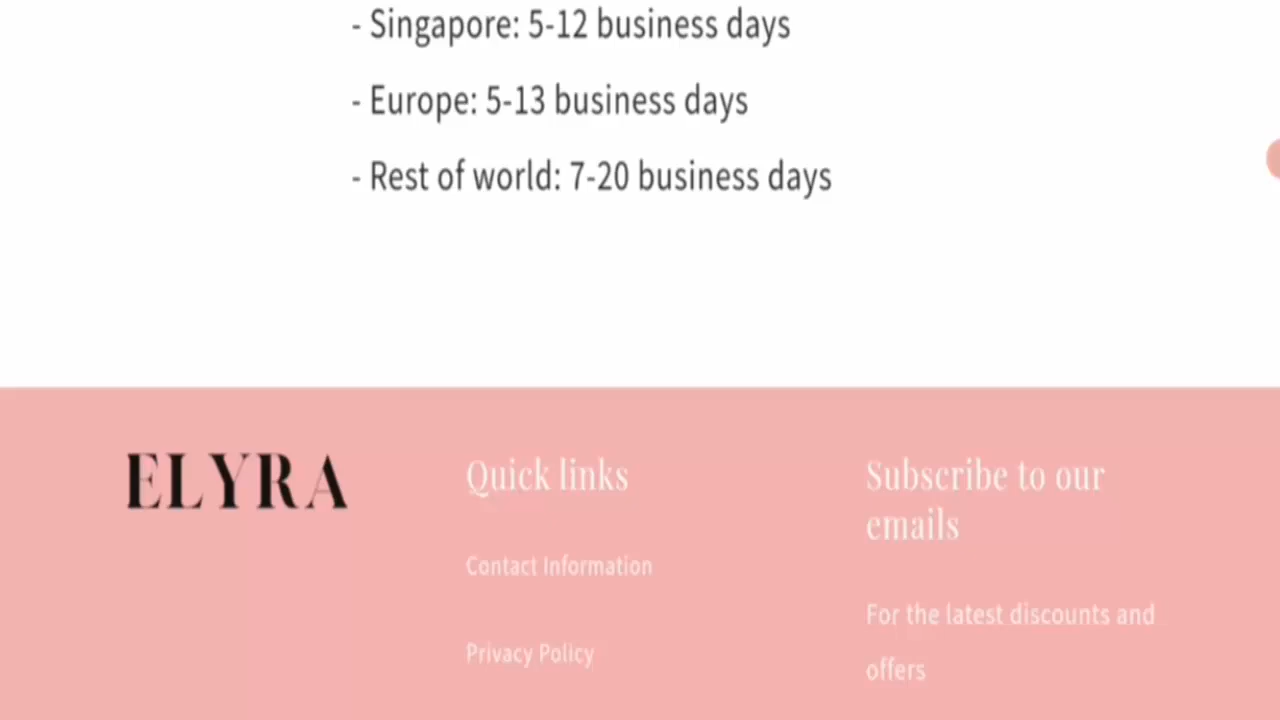 - Singapore: 5-12 business days
- Europe: 5-13 business days
- Rest of world: 7-20 business days
ELYRA
Quick links
Contact Information
Privacy Policy
Subscribe to our
emails
For the latest discounts and
offers